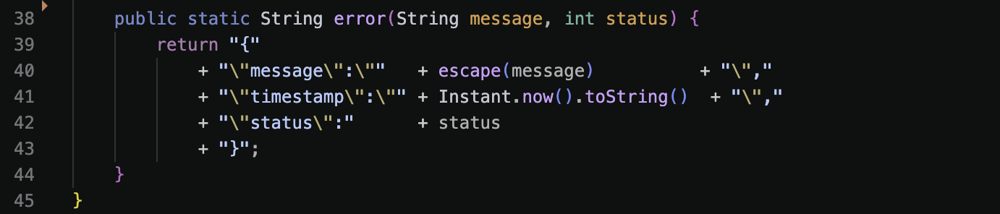 38 public static String error(String message, int status) {
39 return "{"
40 + "\"message\":\"" + escape(message) + "\","
41 + "\"timestamp\":\"" + Instant.now().toString() + "\","
42 + "\"status\":" + status
43 + "}";
44 }
45 }